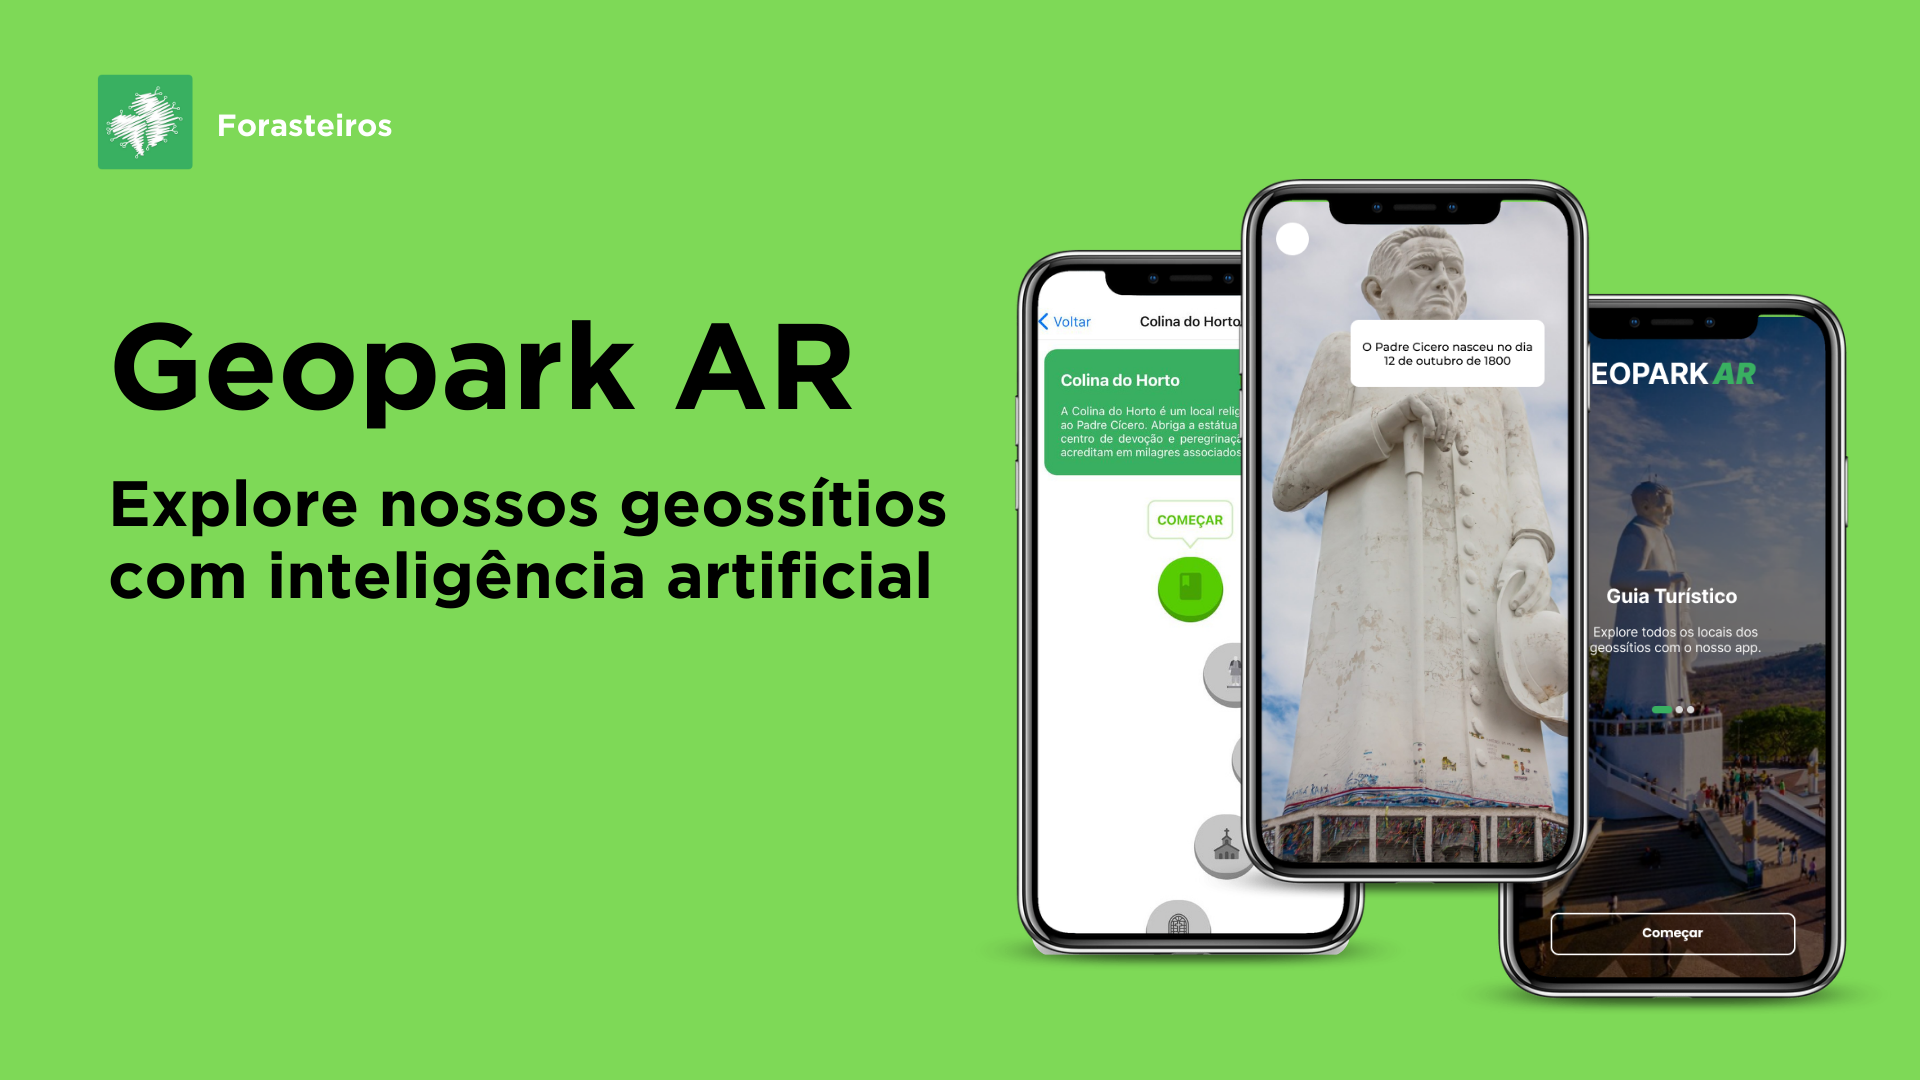 Forasteiros
Geopark AR
Explore nossos geossítios
com inteligência artificial
Voltar
Colina do Horto
Colina do Horto
A Colina do Horto é um local
ao Padre Cícero. Abriga a estátua
centro de devoção e
acreditam em milagres associados
COMEÇAR
O Padre Cicero nasceu no dia
12 de outubro de 1800
EOPARK AR
Guia Turístico
Explore todos os locais dos
geossítios com o nosso app.
Começar